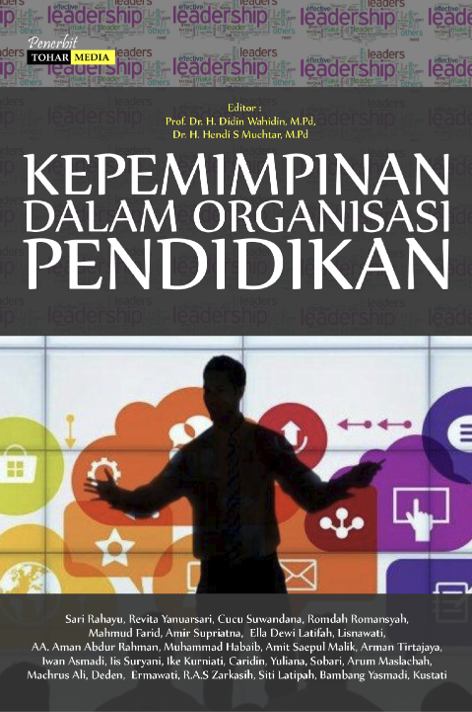 Penerbit
TOHAR MEDIA
Editor :
Prof. Dr. H. Didin Wahidin, M.Pd,
Dr. H. Hendi S Muchtar, M.Pd
KEPEMIMPINAN
DALAM ORGANISASI
PENDIDIKAN
Sari Rahayu, Revita Yanuarsari, Cucu Suwandana, Romdah Romansyah,
Mahmud Farid, Amir Supriatna, Ella Dewi Latifah, Lisnawati,
AA. Aman Abdur Rahman, Muhammad Habaib, Amit Saepul Malik, Arman Tirtajaya,
Iwan Asmadi, Iis Suryani, Ike Kurniati, Caridin, Yuliana, Sobari, Arum Maslachah,
Machrus Ali, Deden, Ermawati, R.A.S Zarkasih, Siti Latipah, Bambang Yasmadi, Kustati